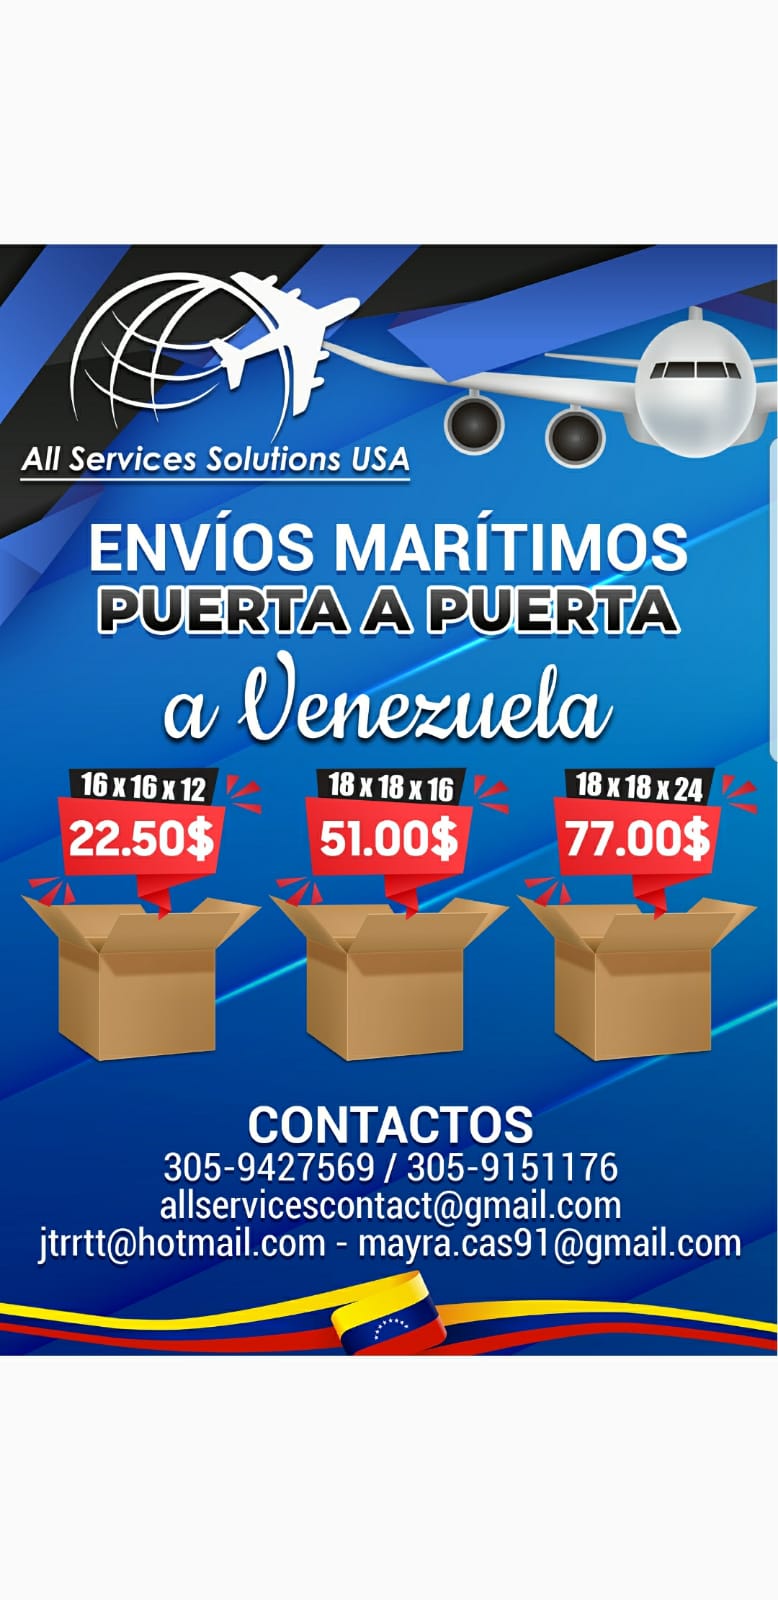 All Services Solutions USA
ENVÍOS MARÍTIMOS
PUERTA A PUERTA
a Venezuela
16 x 16 x 12
22.50$
18 x 18 x 16
51.00$
18 x 18 x 24
77.00$
CONTACTOS
305-9427569 / 305-9151176
allservicescontact@gmail.com
jtrrtt@hotmail.com - mayra.cas91@gmail.com